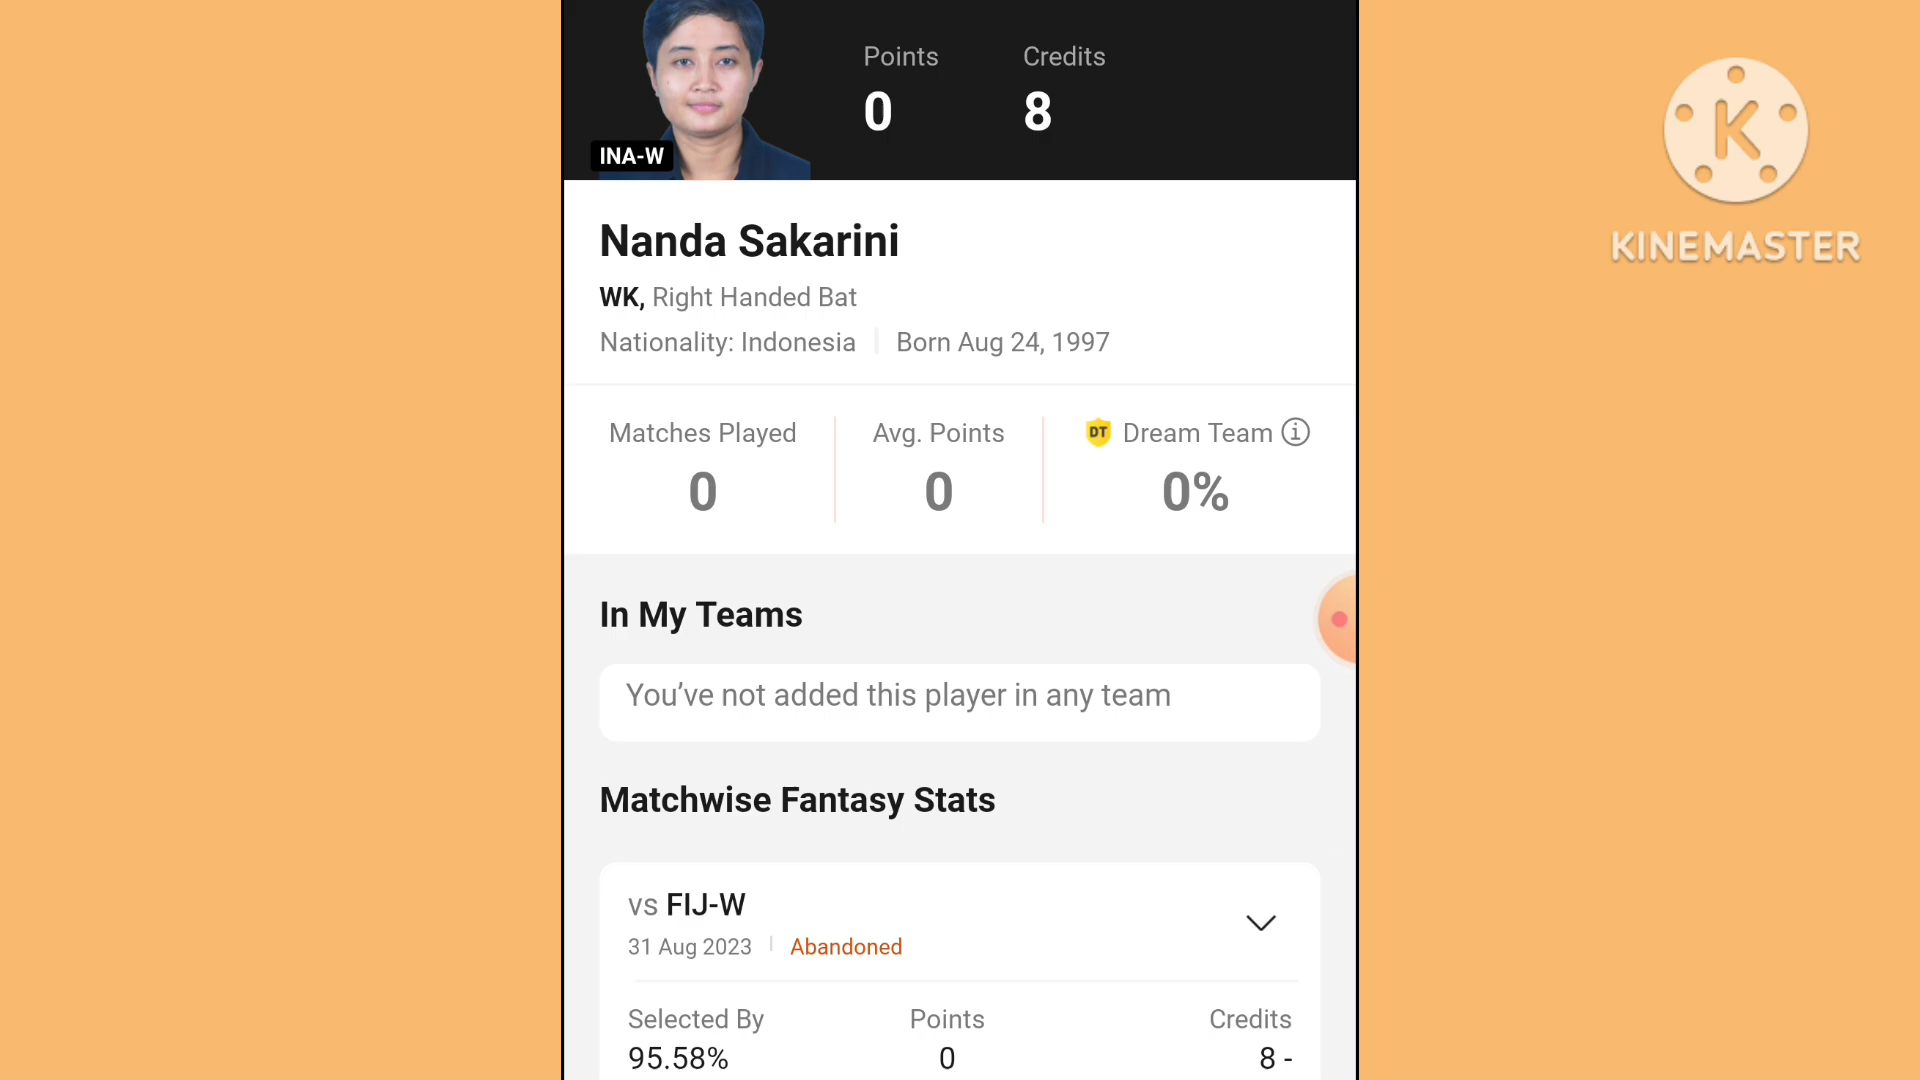 Points Credits
0 8
INA-W
K
KINEMASTER
Nanda Sakarini
WK, Right Handed Bat
Nationality: Indonesia Born Aug 24, 1997
Matches Played Avg. Points DT Dream Team i
0 0 0%
In My Teams
You’ve not added this player in any team
Matchwise Fantasy Stats
vs FIJ-W
31 Aug 2023 Abandoned
Selected By Points Credits
95.58% 0 8 -